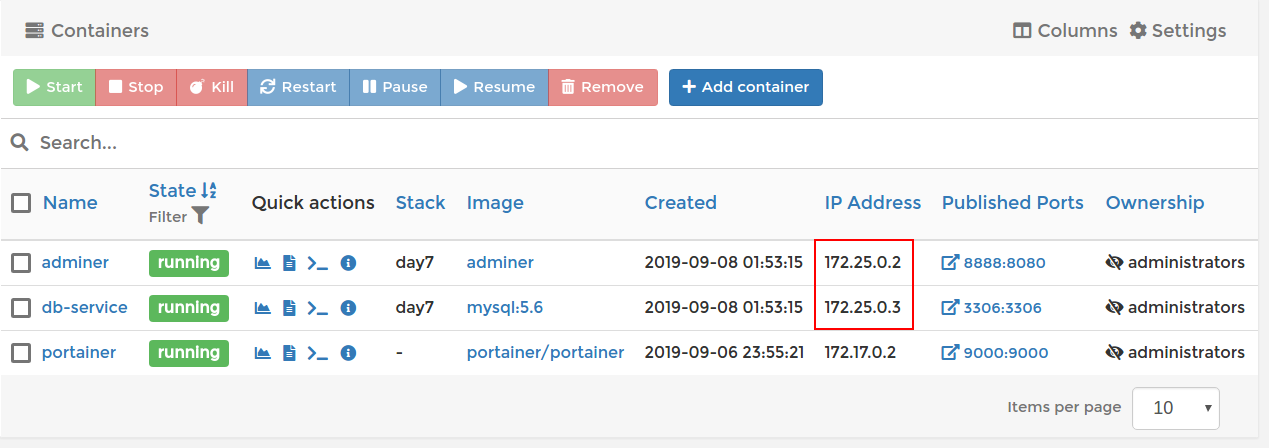 Containers Columns Settings
Start Stop Kill Restart Pause Resume Remove Add container
Search...
Name State Filter Quick actions Stack Image Created IP Address Published Ports Ownership
adminer running day7 adminer 2019-09-08 01:53:15 172.25.0.2 8888:8080 administrators
db-service running day7 mysql:5.6 2019-09-08 01:53:15 172.25.0.3 3306:3306 administrators
portainer running - portainer/portainer 2019-09-06 23:55:21 172.17.0.2 9000:9000 administrators
Items per page 10